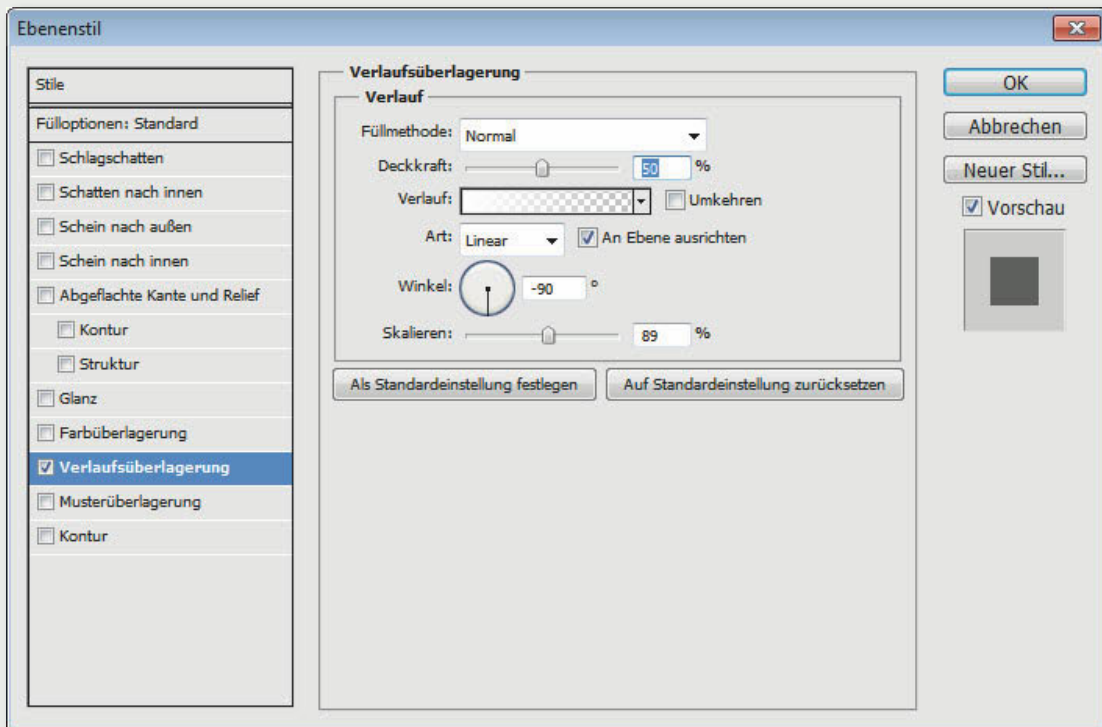 Ebenenstil
Stile
Fülloptionen: Standard
Schlagschatten
Schatten nach innen
Schein nach außen
Schein nach innen
Abgeflachte Kante und Relief
Kontur
Struktur
Glanz
Farbüberlagerung
Verlaufsüberlagerung
Musterüberlagerung
Kontur
Verlaufsüberlagerung
Verlauf
Füllmethode: Normal
Deckkraft: 50 %
Verlauf: Umkehren
Art: Linear An Ebene ausrichten
Winkel: -90 °
Skalieren: 89 %
Als Standardeinstellung festlegen Auf Standardeinstellung zurücksetzen
OK
Abbrechen
Neuer Stil...
Vorschau